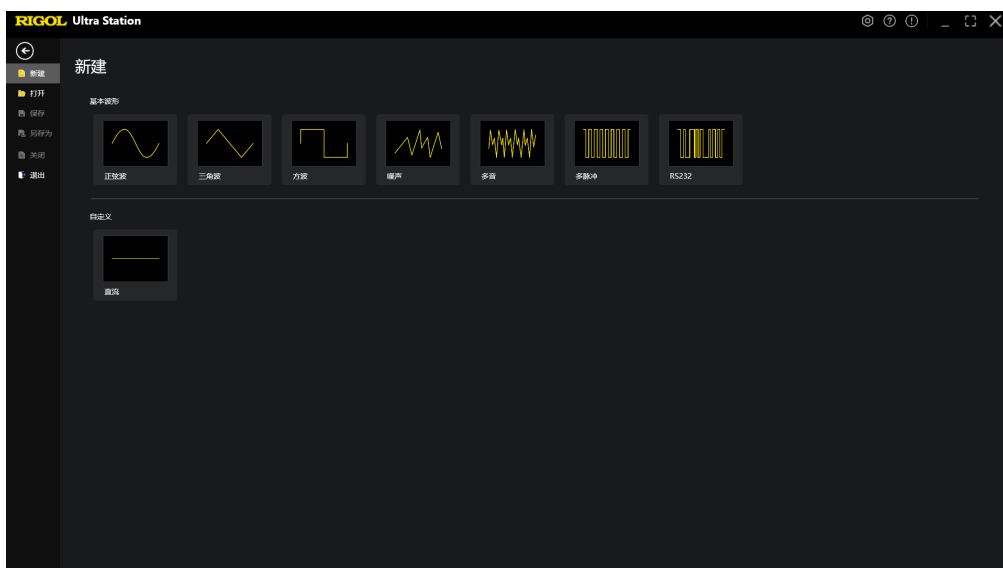 RIGOL Ultra Station
新建
打开
保存
另存为
关闭
退出
新建
基本波形
正弦波
三角波
方波
噪声
多音
多脉冲
RS232
自定义
直流